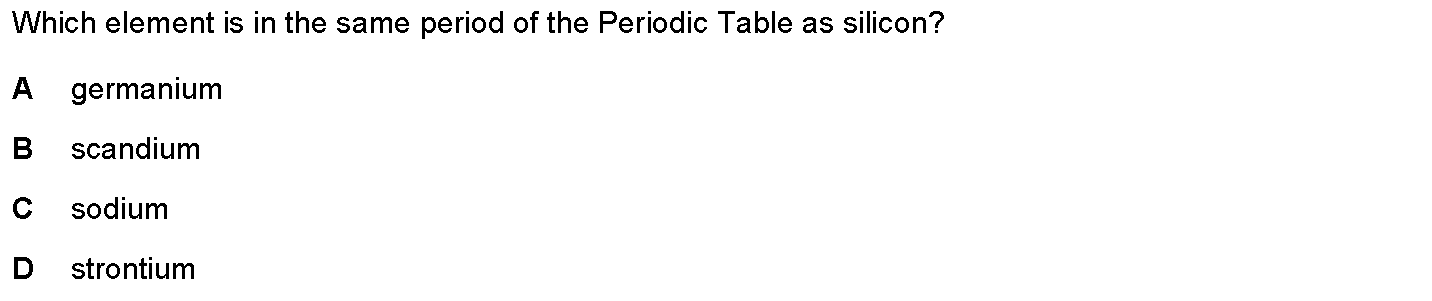 Which element is in the same period of the Periodic Table as silicon?
A germanium
B scandium
C sodium
D strontium